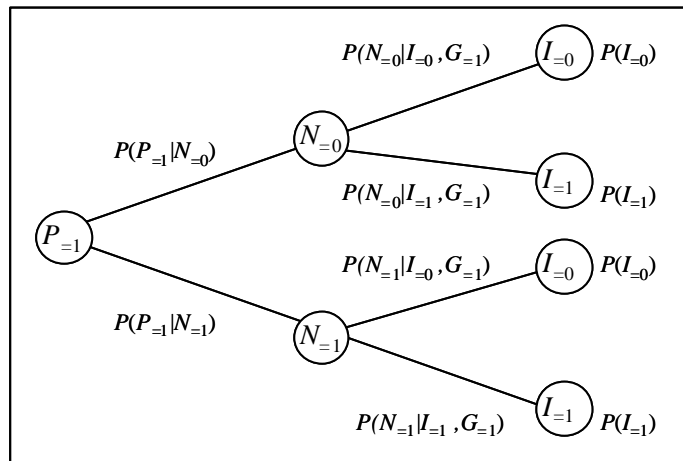 P(N=0|I=0 ,G=1)
I=0
P(I=0)
P(P=1|N=0)
N=0
P(N=0|I=1 ,G=1)
I=1
P(I=1)
P=1
P(N=1|I=0 ,G=1)
I=0
P(I=0)
P(P=1|N=1)
N=1
P(N=1|I=1 ,G=1)
I=1
P(I=1)